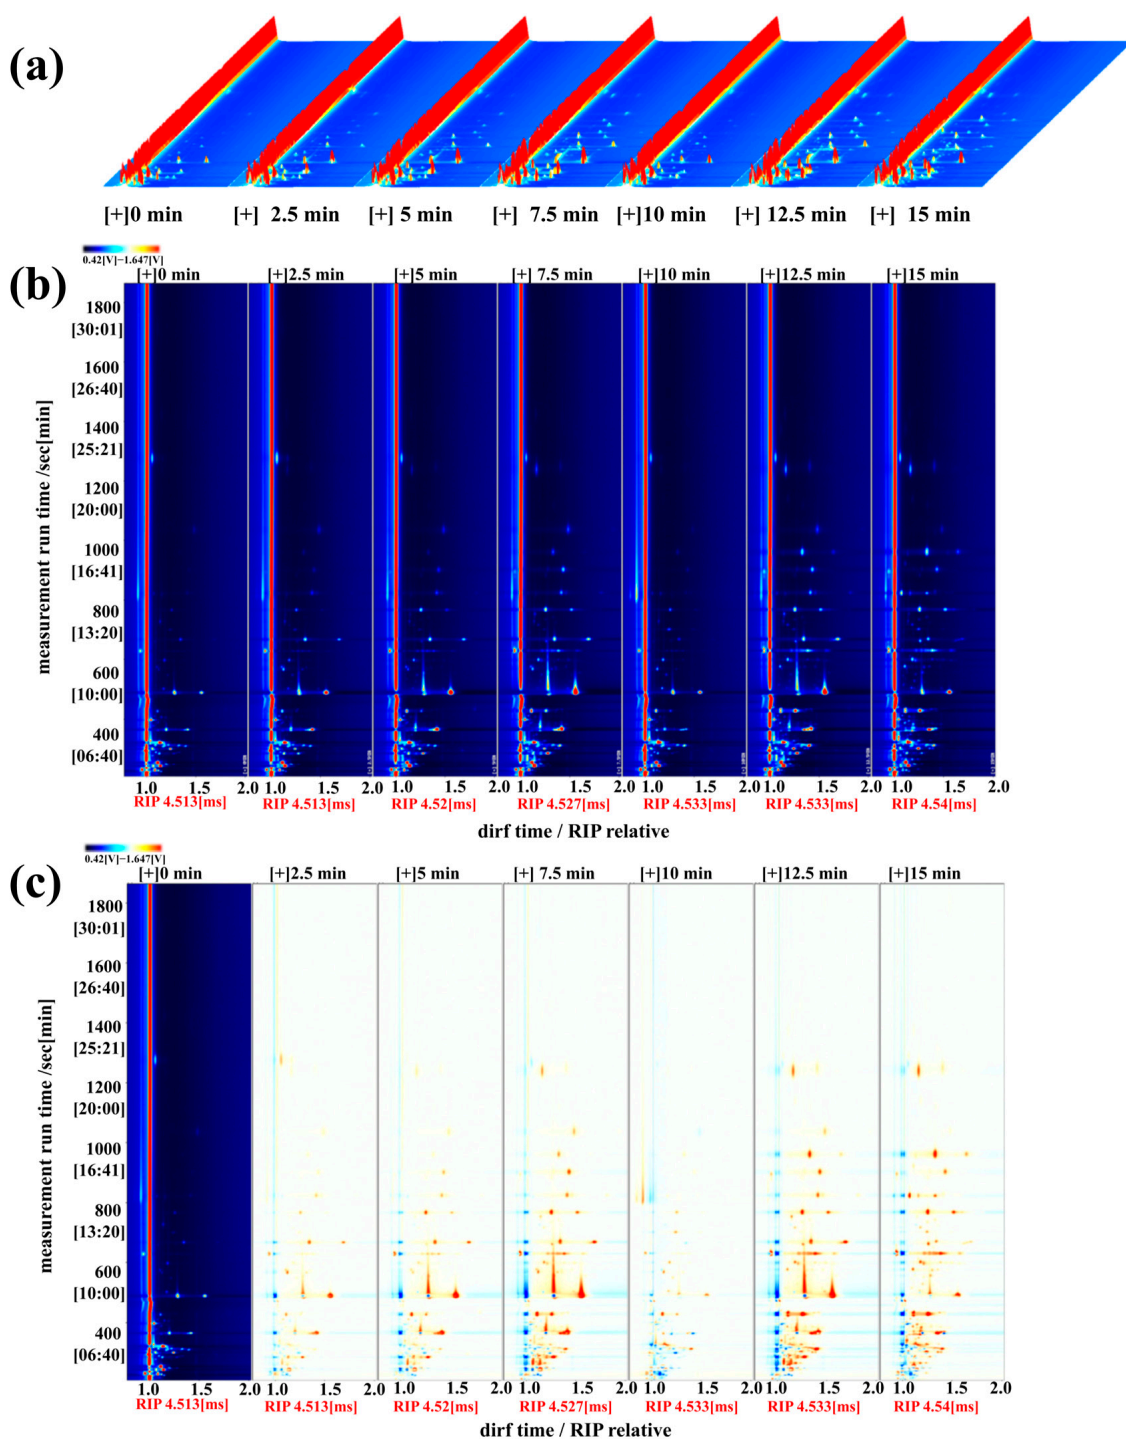 (a)
[+]0 min [+] 2.5 min [+] 5 min [+] 7.5 min [+]10 min [+] 12.5 min [+] 15 min
0.42[V]−1.647[V]
(b)
[+]0 min [+]2.5 min [+]5 min [+] 7.5 min [+]10 min [+]12.5 min [+]15 min
measurement run time /sec[min]
1800
[30:01]
1600
[26:40]
1400
[25:21]
1200
[20:00]
1000
[16:41]
800
[13:20]
600
[10:00]
400
[06:40]
1.0 1.5 2.0 1.0 1.5 2.0 1.0 1.5 2.0 1.0 1.5 2.0 1.0 1.5 2.0 1.0 1.5 2.0 1.0 1.5 2.0
RIP 4.513[ms] RIP 4.513[ms] RIP 4.52[ms] RIP 4.527[ms] RIP 4.533[ms] RIP 4.533[ms] RIP 4.54[ms]
dirf time / RIP relative
0.42[V]−1.647[V]
(c)
[+]0 min [+]2.5 min [+]5 min [+] 7.5 min [+]10 min [+]12.5 min [+]15 min
measurement run time /sec[min]
1800
[30:01]
1600
[26:40]
1400
[25:21]
1200
[20:00]
1000
[16:41]
800
[13:20]
600
[10:00]
400
[06:40]
1.0 1.5 2.0 1.0 1.5 2.0 1.0 1.5 2.0 1.0 1.5 2.0 1.0 1.5 2.0 1.0 1.5 2.0 1.0 1.5 2.0
RIP 4.513[ms] RIP 4.513[ms] RIP 4.52[ms] RIP 4.527[ms] RIP 4.533[ms] RIP 4.533[ms] RIP 4.54[ms]
dirf time / RIP relative